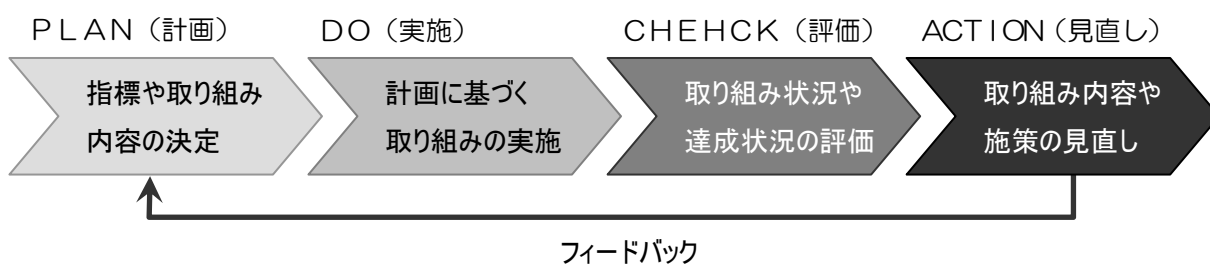 ＰＬＡＮ（計画）
ＤＯ（実施）
ＣＨＥＨＣＫ（評価）
ＡＣＴＩＯＮ（見直し）
指標や取り組み
内容の決定
計画に基づく
取り組みの実施
取り組み状況や
達成状況の評価
取り組み内容や
施策の見直し
フィードバック